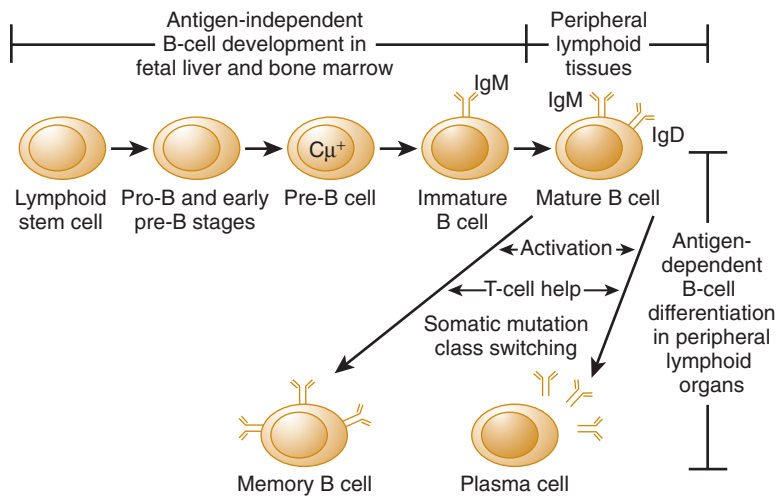 Antigen-independent
B-cell development in
fetal liver and bone marrow
Peripheral
lymphoid
tissues
IgM
IgM
IgD
Cμ+
Lymphoid
stem cell
Pro-B and early
pre-B stages
Pre-B cell
Immature
B cell
Mature B cell
Activation
T-cell help
Somatic mutation
class switching
Antigen-
dependent
B-cell
differentiation
in peripheral
lymphoid
organs
Memory B cell
Plasma cell